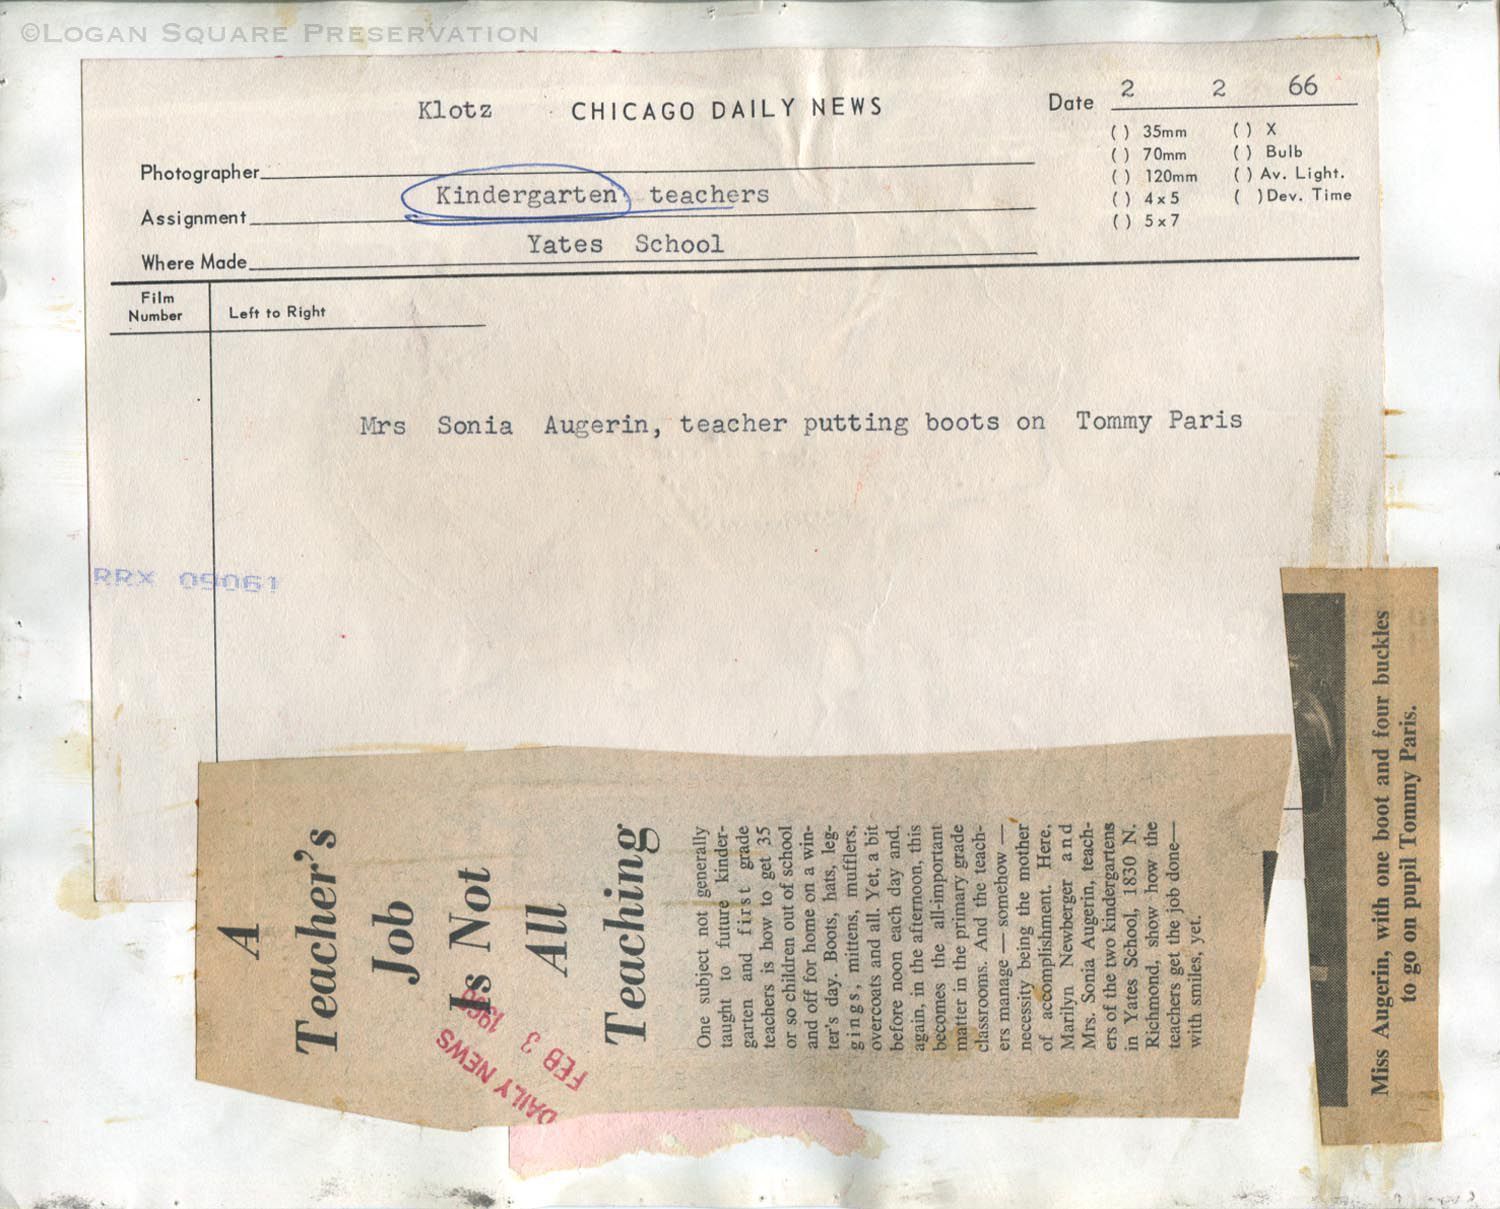 ©Logan Square Preservation
Klotz CHICAGO DAILY NEWS
Date 2 2 66
Photographer
Assignment Kindergarten teachers
Where Made Yates School
( ) 35mm ( ) X
( ) 70mm ( ) Bulb
( ) 120mm ( ) Av. Light.
( ) 4x5 ( ) Dev. Time
( ) 5x7
Film
Number
Left to Right
Mrs Sonia Augerin, teacher putting boots on Tommy Paris
RRX 09061
A
Teacher's
Job
Is Not
All
Teaching
One subject not generally
taught to future kinder-
garten and first grade
teachers is how to get 35
or so children out of school
and off for home on a win-
ter's day. Boots, hats, leg-
gings, mittens, mufflers,
overcoats and all. Yet, a bit
before noon each day and,
again, in the afternoon, this
becomes the all-important
matter in the primary grade
classrooms. And the teach-
ers manage — somehow —
necessity being the mother
of accomplishment. Here,
Marilyn Newberger and
Mrs. Sonia Augerin, teach-
ers of the two kindergartens
in Yates School, 1830 N.
Richmond, show how the
teachers get the job done—
with smiles, yet.
DAILY NEWS
FEB 3 1966
Miss Augerin, with one boot and four buckles
to go on pupil Tommy Paris.